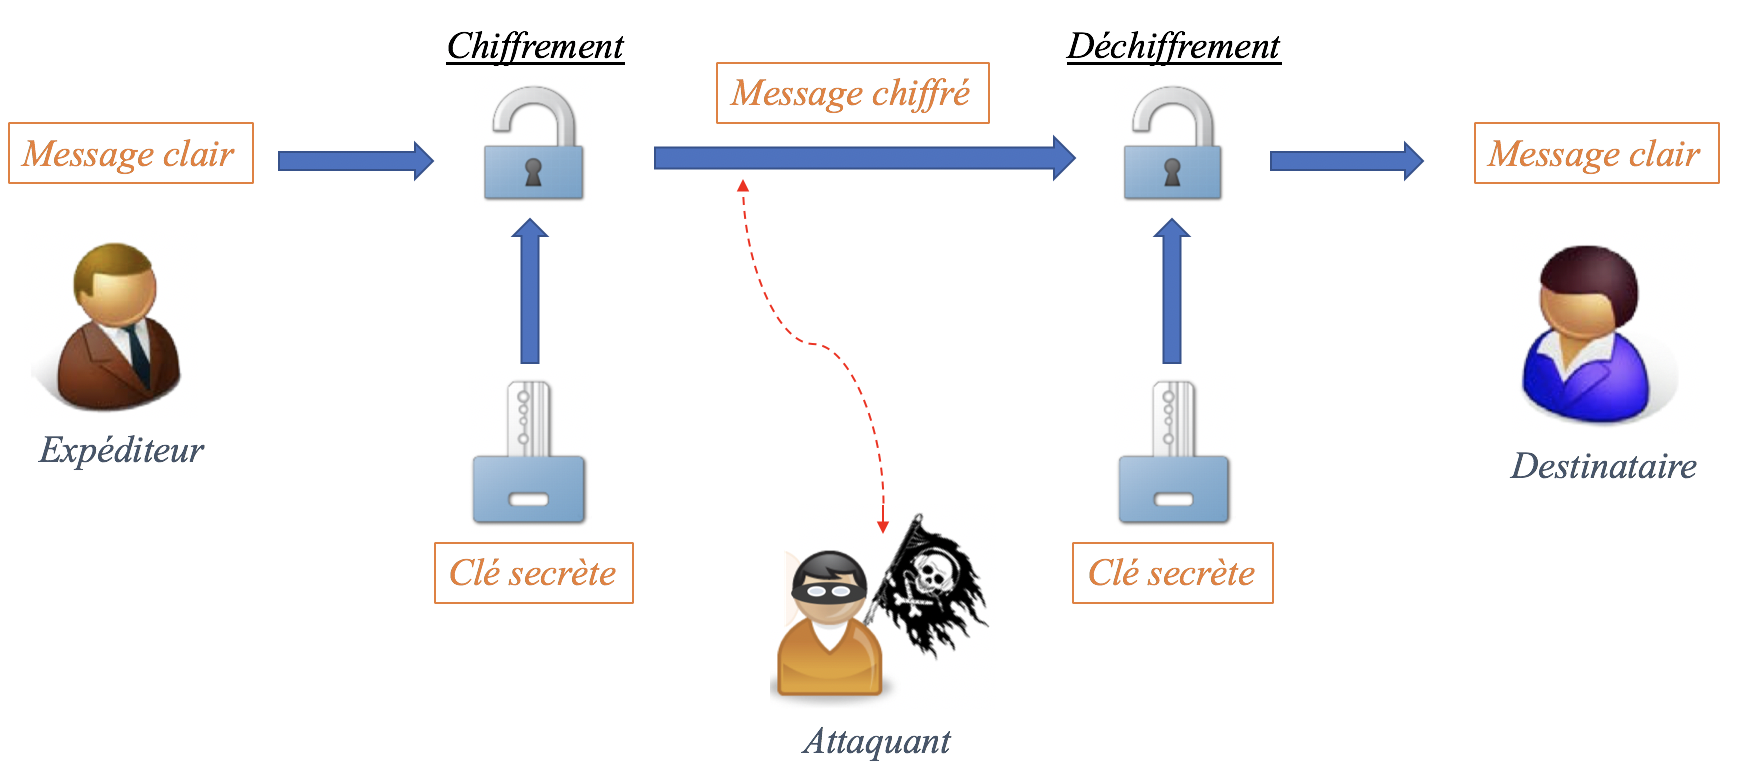 Chiffrement
Déchiffrement
Message chiffré
Message clair
Message clair
Expéditeur
Destinataire
Clé secrète
Clé secrète
Attaquant